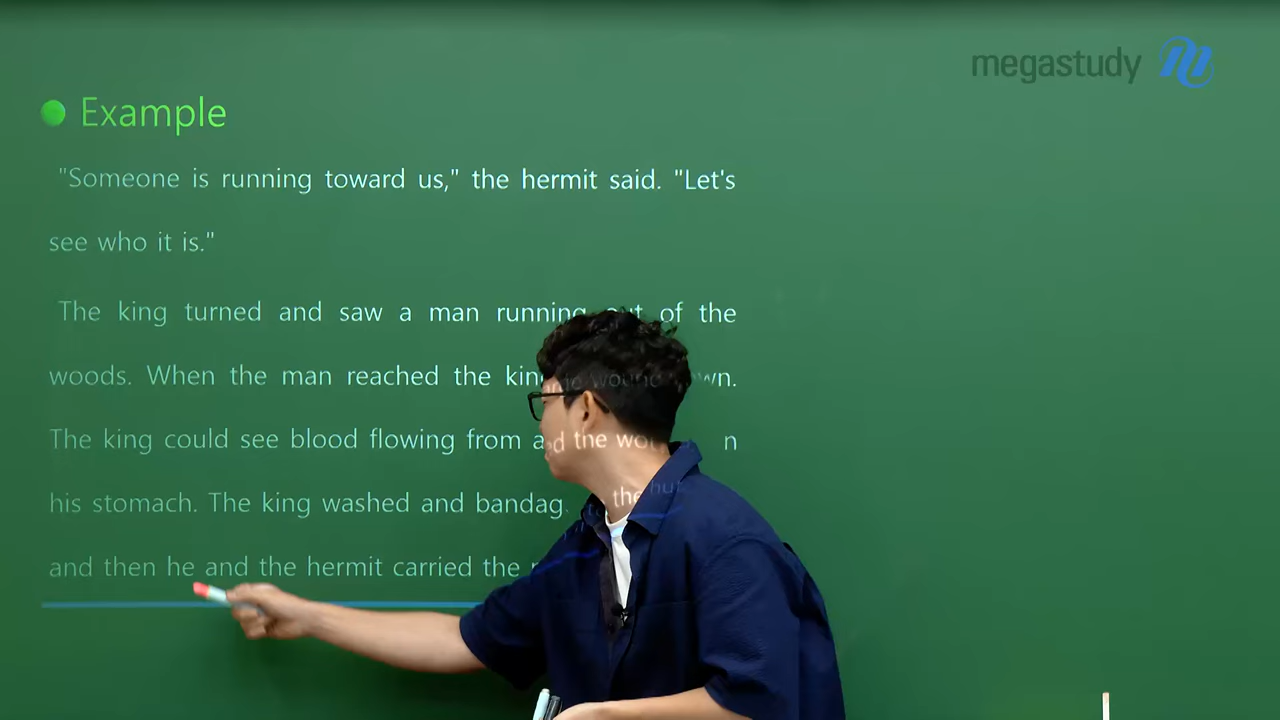 megastudy
Example
"Someone is running toward us," the hermit said. "Let's
see who it is."
The king turned and saw a man running out of the
woods. When the man reached the
The king could see blood flowing from
his stomach. The king washed and
and then he and the hermit carried the